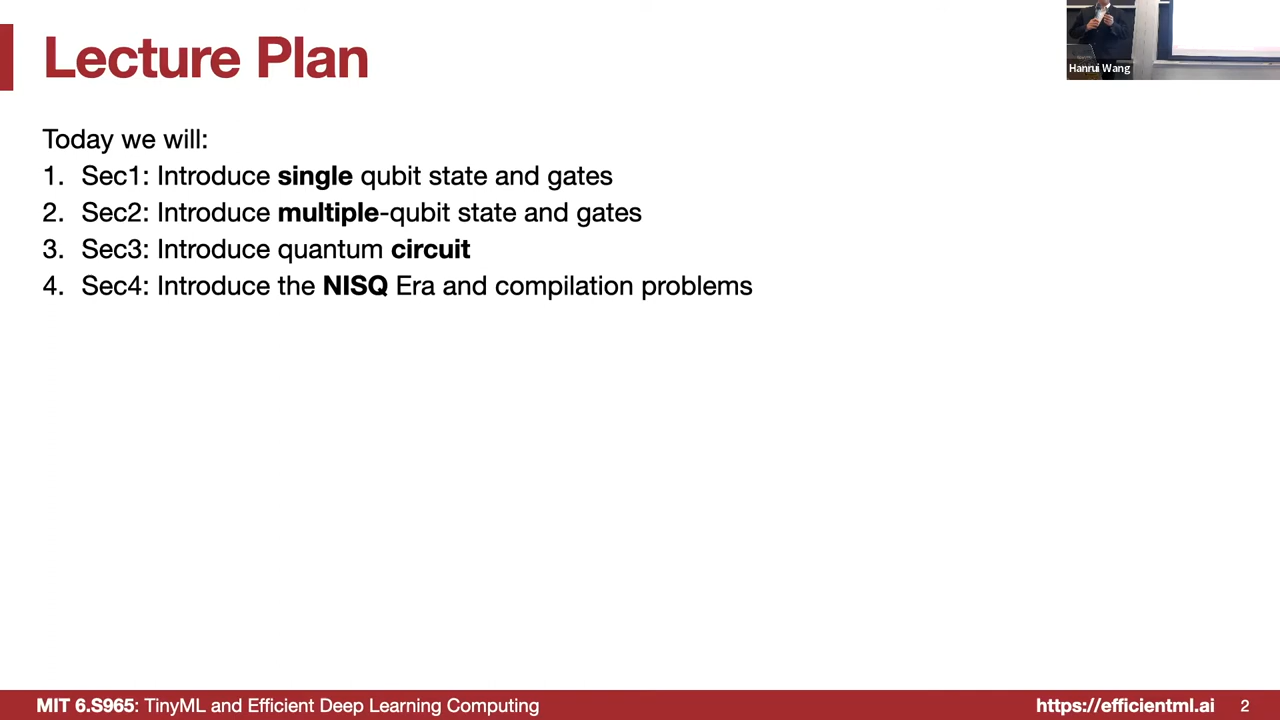 Lecture Plan
Hanrui Wang
Today we will:
1. Sec1: Introduce single qubit state and gates
2. Sec2: Introduce multiple-qubit state and gates
3. Sec3: Introduce quantum circuit
4. Sec4: Introduce the NISQ Era and compilation problems
MIT 6.S965: TinyML and Efficient Deep Learning Computing
https://efficientml.ai
2